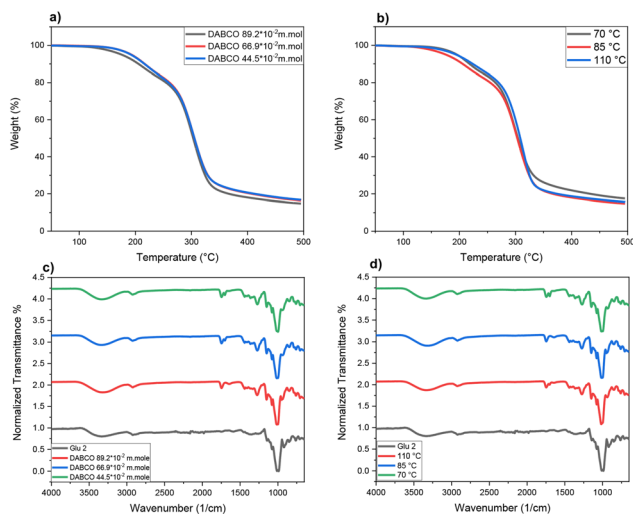 a)
DABCO 89.2*10-2m.mol
DABCO 66.9*10-2m.mol
DABCO 44.5*10-2m.mol
100
80
60
40
20
0
Weight (%)
100
200
300
400
500
Temperature (°C)
b)
70 °C
85 °C
110 °C
100
80
60
40
20
0
Weight (%)
100
200
300
400
500
Temperature (°C)
c)
4.5
4.0
3.5
3.0
2.5
2.0
1.5
1.0
0.5
0.0
Normalized Transmittance %
Glu 2
DABCO 89.2*10-2 m.mole
DABCO 66.9*10-2 m.mole
DABCO 44.5*10-2 m.mole
4000
3500
3000
2500
2000
1500
1000
Wavenumber (1/cm)
d)
4.5
4.0
3.5
3.0
2.5
2.0
1.5
1.0
0.5
0.0
Normalized Transmittance %
Glu 2
110 °C
85 °C
70 °C
4000
3500
3000
2500
2000
1500
1000
Wavenumber (1/cm)